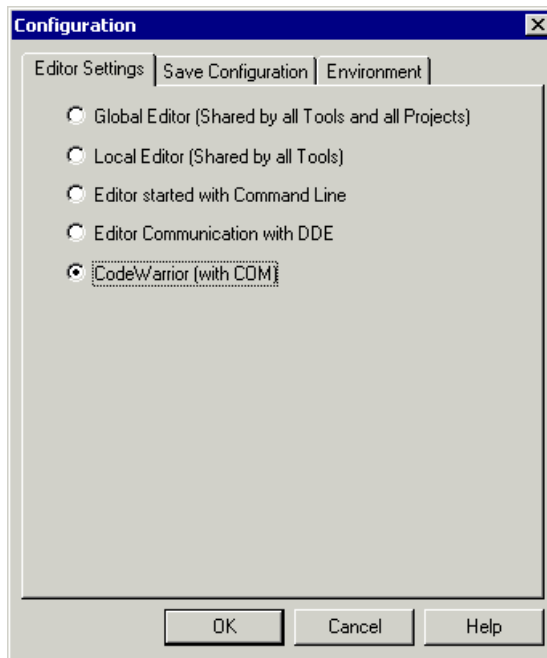 Configuration
Editor Settings Save Configuration Environment
Global Editor (Shared by all Tools and all Projects)
Local Editor (Shared by all Tools)
Editor started with Command Line
Editor Communication with DDE
CodeWarrior (with COM)
OK Cancel Help